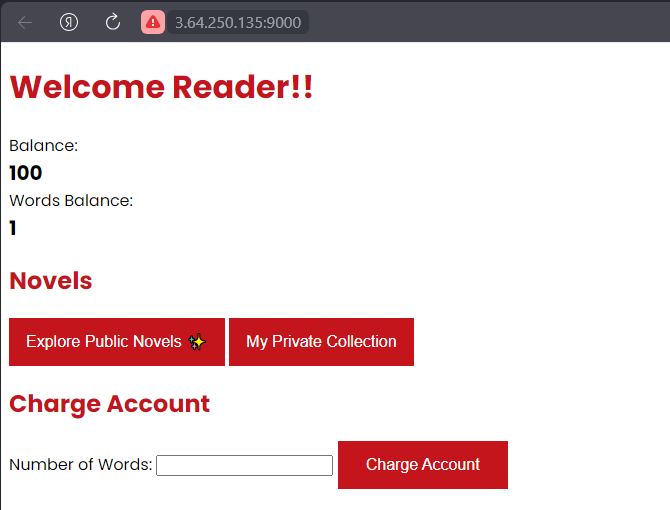 3.64.250.135:9000
Welcome Reader!!
Balance:
100
Words Balance:
1
Novels
Explore Public Novels ✨ My Private Collection
Charge Account
Number of Words: Charge Account